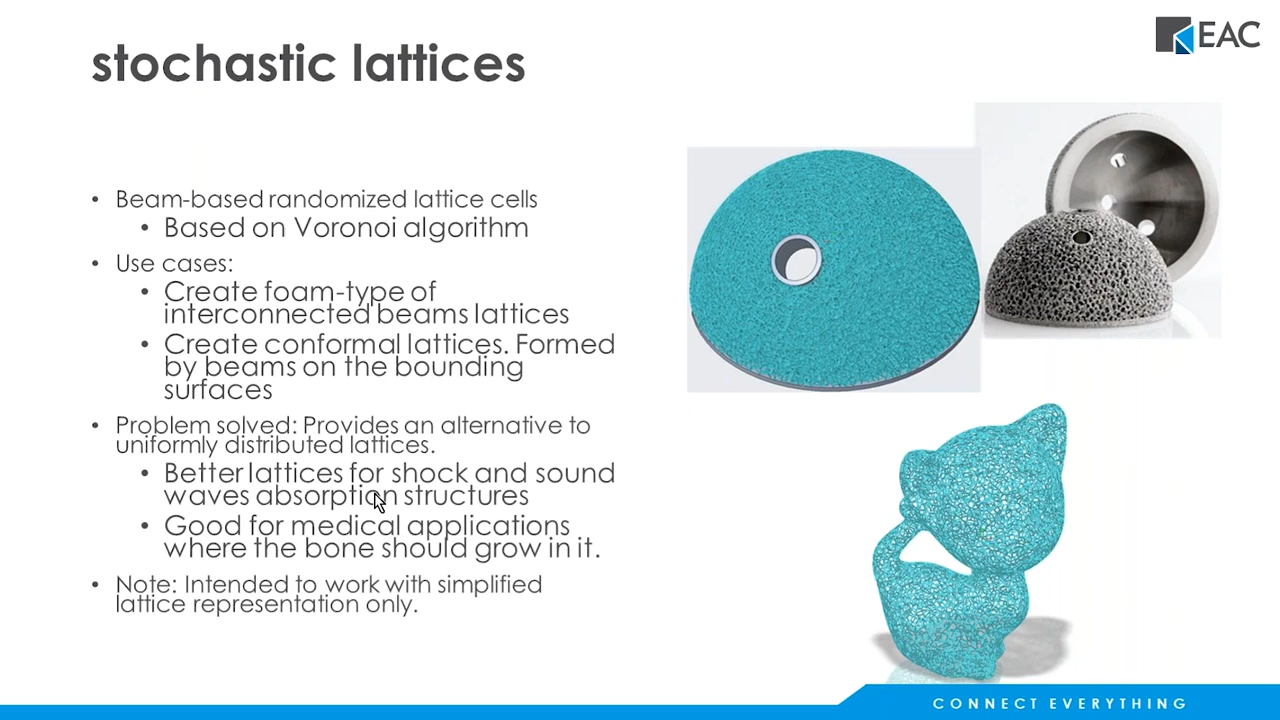 EAC
stochastic lattices
• Beam-based randomized lattice cells
• Based on Voronoi algorithm
• Use cases:
• Create foam-type of
interconnected beams lattices
• Create conformal lattices. Formed
by beams on the bounding
surfaces
• Problem solved: Provides an alternative to
uniformly distributed lattices.
• Better lattices for shock and sound
waves absorption structures
• Good for medical applications
where the bone should grow in it.
• Note: Intended to work with simplified
lattice representation only.
CONNECT EVERYTHING